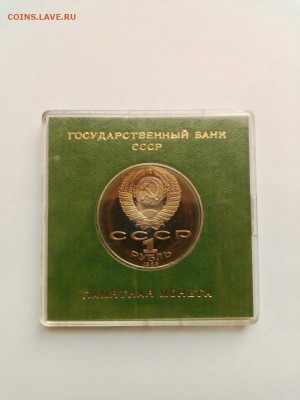 COINS.LAVE.RU
ГОСУДАРСТВЕННЫЙ БАНК
СССР
СССР
1
РУБЛЬ
ПАМЯТНАЯ МОНЕТА